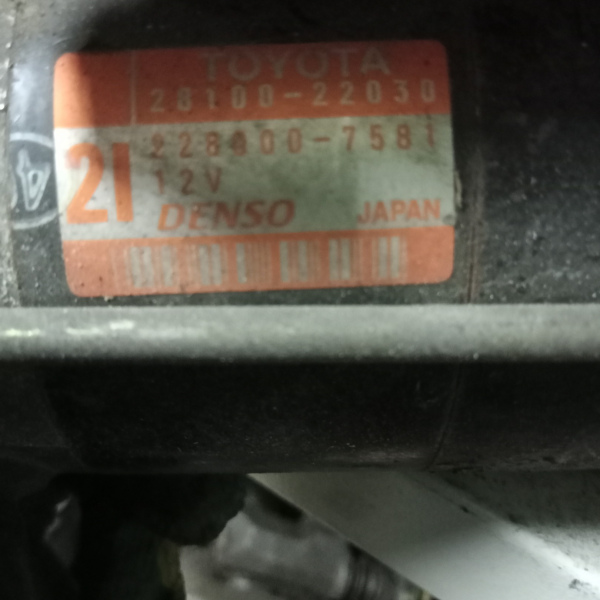 TOYOTA
28100-22030
228000-7581
21
12V
DENSO JAPAN